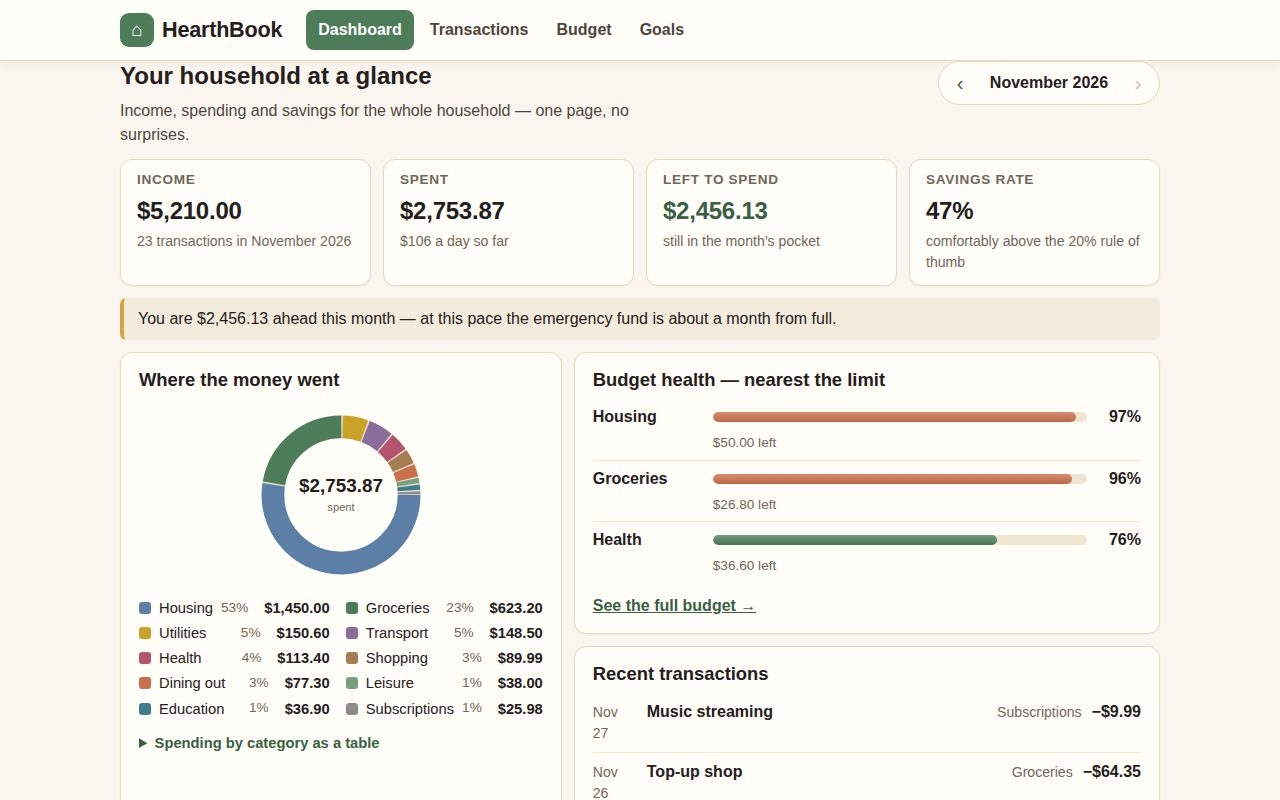 ⌂ HearthBook Dashboard Transactions Budget Goals
Your household at a glance
‹ November 2026 ›
Income, spending and savings for the whole household — one page, no
surprises.
INCOME
$5,210.00
23 transactions in November 2026
SPENT
$2,753.87
$106 a day so far
LEFT TO SPEND
$2,456.13
still in the month’s pocket
SAVINGS RATE
47%
comfortably above the 20% rule of
thumb
You are $2,456.13 ahead this month — at this pace the emergency fund is about a month from full.
Where the money went
$2,753.87
spent
Housing 53% $1,450.00 Groceries 23% $623.20
Utilities 5% $150.60 Transport 5% $148.50
Health 4% $113.40 Shopping 3% $89.99
Dining out 3% $77.30 Leisure 1% $38.00
Education 1% $36.90 Subscriptions 1% $25.98
▶ Spending by category as a table
Budget health — nearest the limit
Housing 97%
$50.00 left
Groceries 96%
$26.80 left
Health 76%
$36.60 left
See the full budget →
Recent transactions
Nov 27 Music streaming Subscriptions −$9.99
Nov 26 Top-up shop Groceries −$64.35